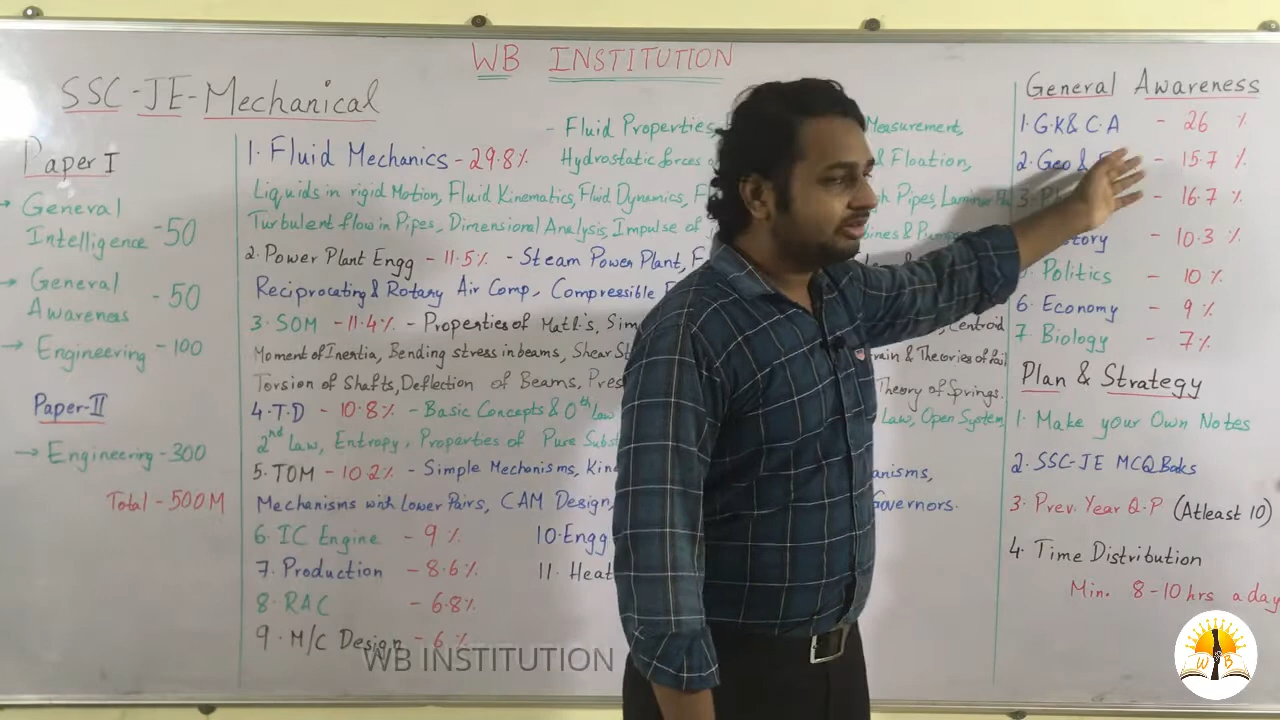 WB INSTITUTION
SSC-JE-Mechanical
Paper I
→ General
Intelligence -50
→ General
Awareness -50
→ Engineering -100
Paper-II
→ Engineering -300
Total - 500 M
- Fluid Properties, Measurement,
1. Fluid Mechanics - 29.8% Hydrostatic forces & Floation,
Liquids in rigid Motion, Fluid Kinematics, Fluid Dynamics, Pipes, Laminar
Turbulent flow in Pipes, Dimensional Analysis, Impulse of & Pumps
2. Power Plant Engg - 11.5% - Steam Power Plant,
Reciprocating & Rotary Air Comp, Compressible
3. SOM - 11.4% - Properties of Matls, Centroid
Moment of Inertia, Bending stress in beams, Shear & Theories of fail
Torsion of Shafts, Deflection of Beams, Theory of Springs.
4. T.D - 10.8% - Basic Concepts & 0th Law Law, Open System
2nd Law, Entropy, Properties of Pure
5. TOM - 10.2% - Simple Mechanisms,
Mechanisms with Lower Pairs, CAM Design, Governors.
6. IC Engine - 9% 10. Engg
7. Production - 8.6% 11. Heat
8. RAC - 6.8%
9. M/C Design - 6%
General Awareness
1. G.K & C.A - 26 %
2. Geo & - 15.7 %
3. - 16.7 %
- 10.3 %
Politics - 10 %
6. Economy - 9 %
7 Biology - 7%
Plan & Strategy
1. Make your Own Notes
2. SSC-JE MCQ Boks
3. Prev. Year Q.P (Atleast 10)
4. Time Distribution
Min. 8-10 hrs a day
WB INSTITUTION
W B